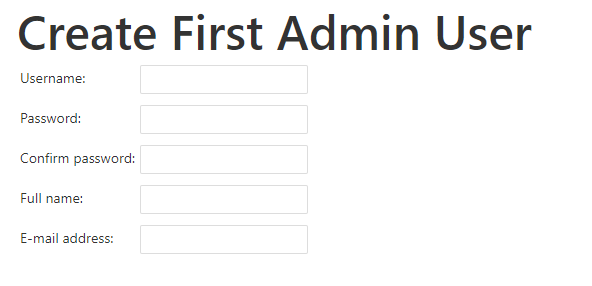 Create First Admin User
Username:
Password:
Confirm password:
Full name:
E-mail address: